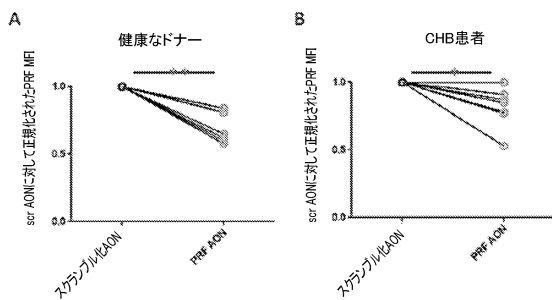 A
健康なドナー
scr AONに対して正規化されたPRF MFI
1.0
0.5
0.0
スクランブル化AON
PRF AON
B
CHB患者
scr AONに対して正規化されたPRF MFI
1.0
0.5
0.0
スクランブル化AON
PRF AON